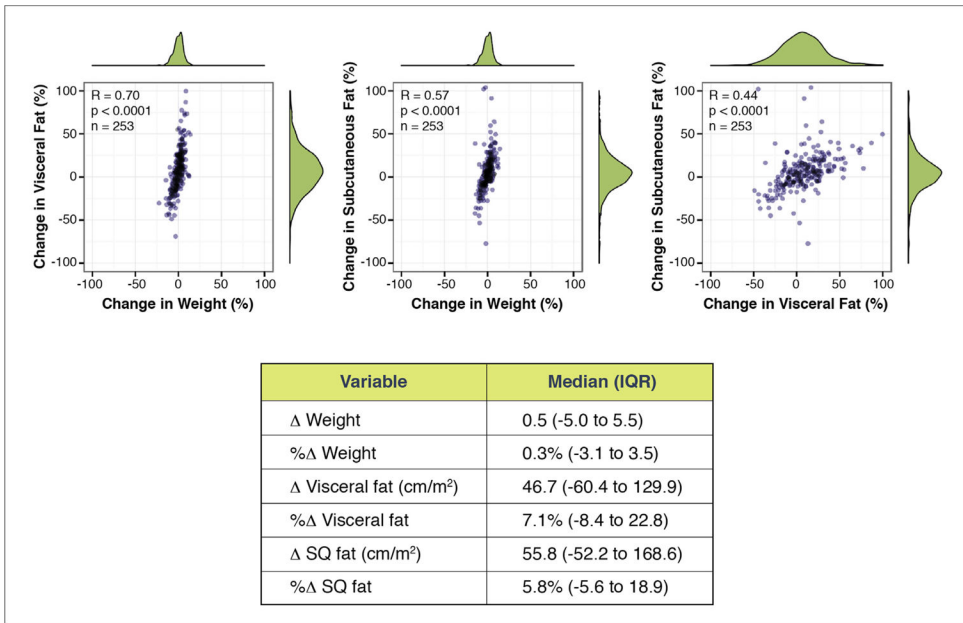 Change in Visceral Fat (%)
100
50
0
-50
-100
R = 0.70
p < 0.0001
n = 253
-100 -50 0 50 100
Change in Weight (%)
Change in Subcutaneous Fat (%)
100
50
0
-50
-100
R = 0.57
p < 0.0001
n = 253
-100 -50 0 50 100
Change in Weight (%)
Change in Subcutaneous Fat (%)
100
50
0
-50
-100
R = 0.44
p < 0.0001
n = 253
-100 -50 0 50 100
Change in Visceral Fat (%)
Variable Median (IQR)
Δ Weight 0.5 (-5.0 to 5.5)
%Δ Weight 0.3% (-3.1 to 3.5)
Δ Visceral fat (cm/m²) 46.7 (-60.4 to 129.9)
%Δ Visceral fat 7.1% (-8.4 to 22.8)
Δ SQ fat (cm/m²) 55.8 (-52.2 to 168.6)
%Δ SQ fat 5.8% (-5.6 to 18.9)